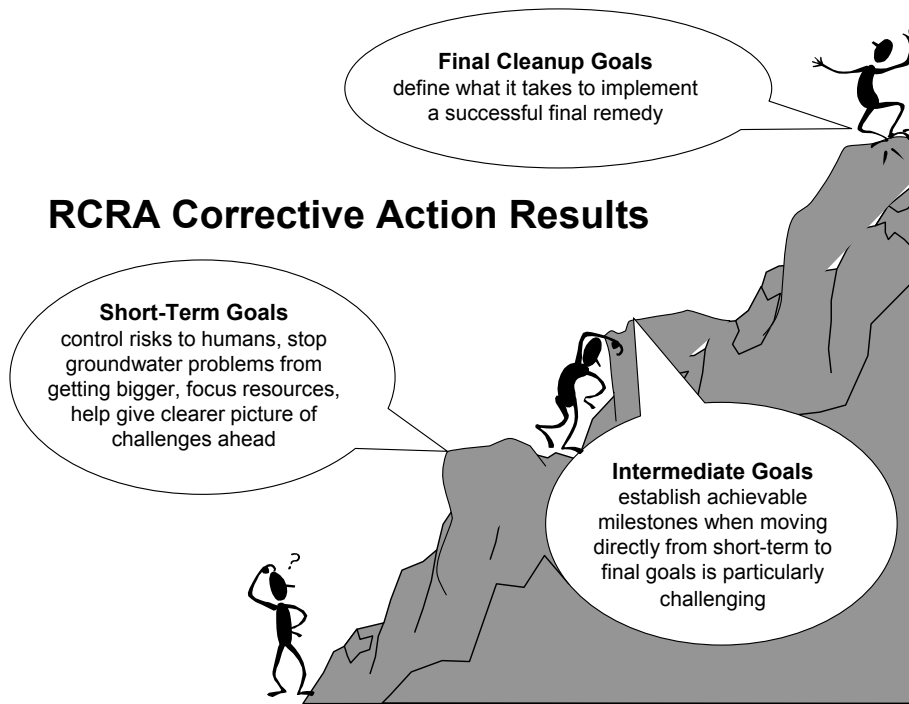 Final Cleanup Goals
define what it takes to implement
a successful final remedy
RCRA Corrective Action Results
Short-Term Goals
control risks to humans, stop
groundwater problems from
getting bigger, focus resources,
help give clearer picture of
challenges ahead
Intermediate Goals
establish achievable
milestones when moving
directly from short-term to
final goals is particularly
challenging
?